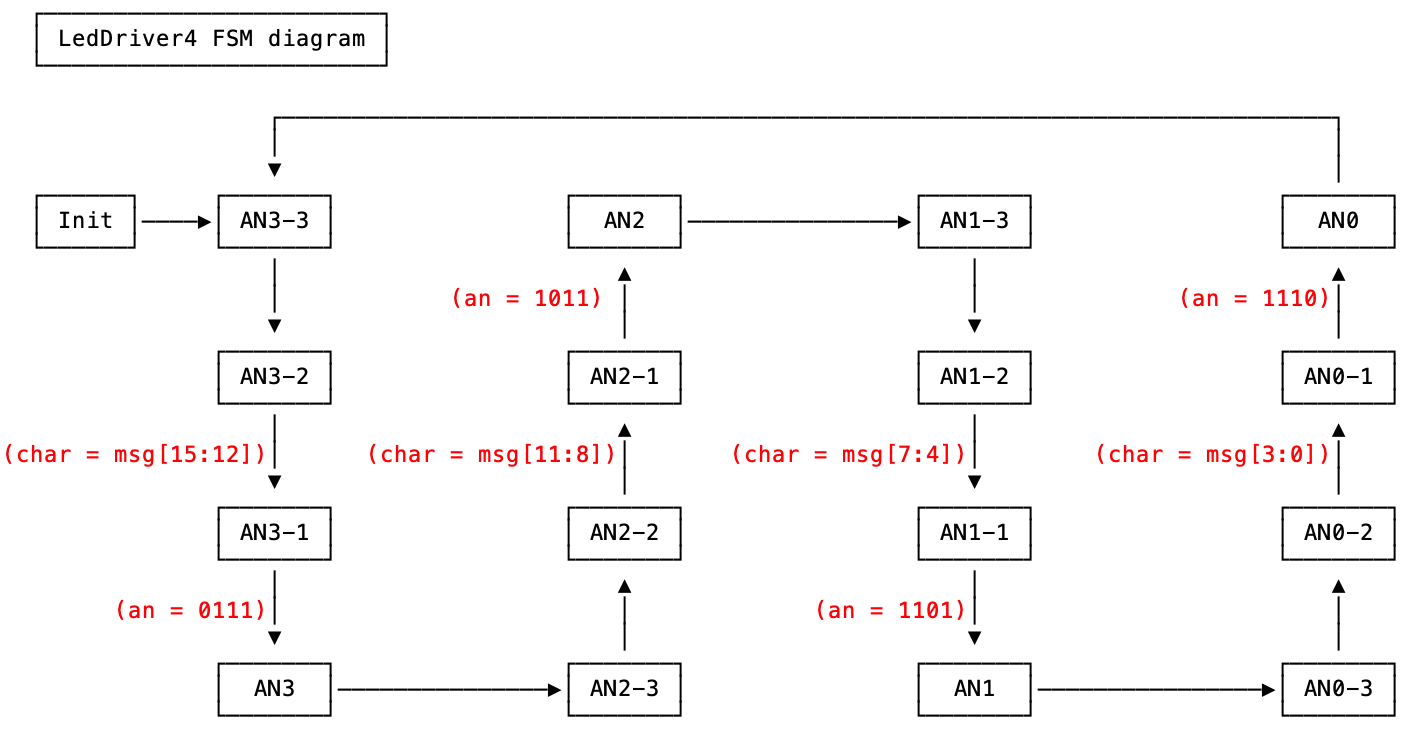 LedDriver4 FSM diagram
Init
AN3-3
AN2
AN1-3
AN0
(an = 1011)
(an = 1110)
AN3-2
AN2-1
AN1-2
AN0-1
(char = msg[15:12])
(char = msg[11:8])
(char = msg[7:4])
(char = msg[3:0])
AN3-1
AN2-2
AN1-1
AN0-2
(an = 0111)
(an = 1101)
AN3
AN2-3
AN1
AN0-3